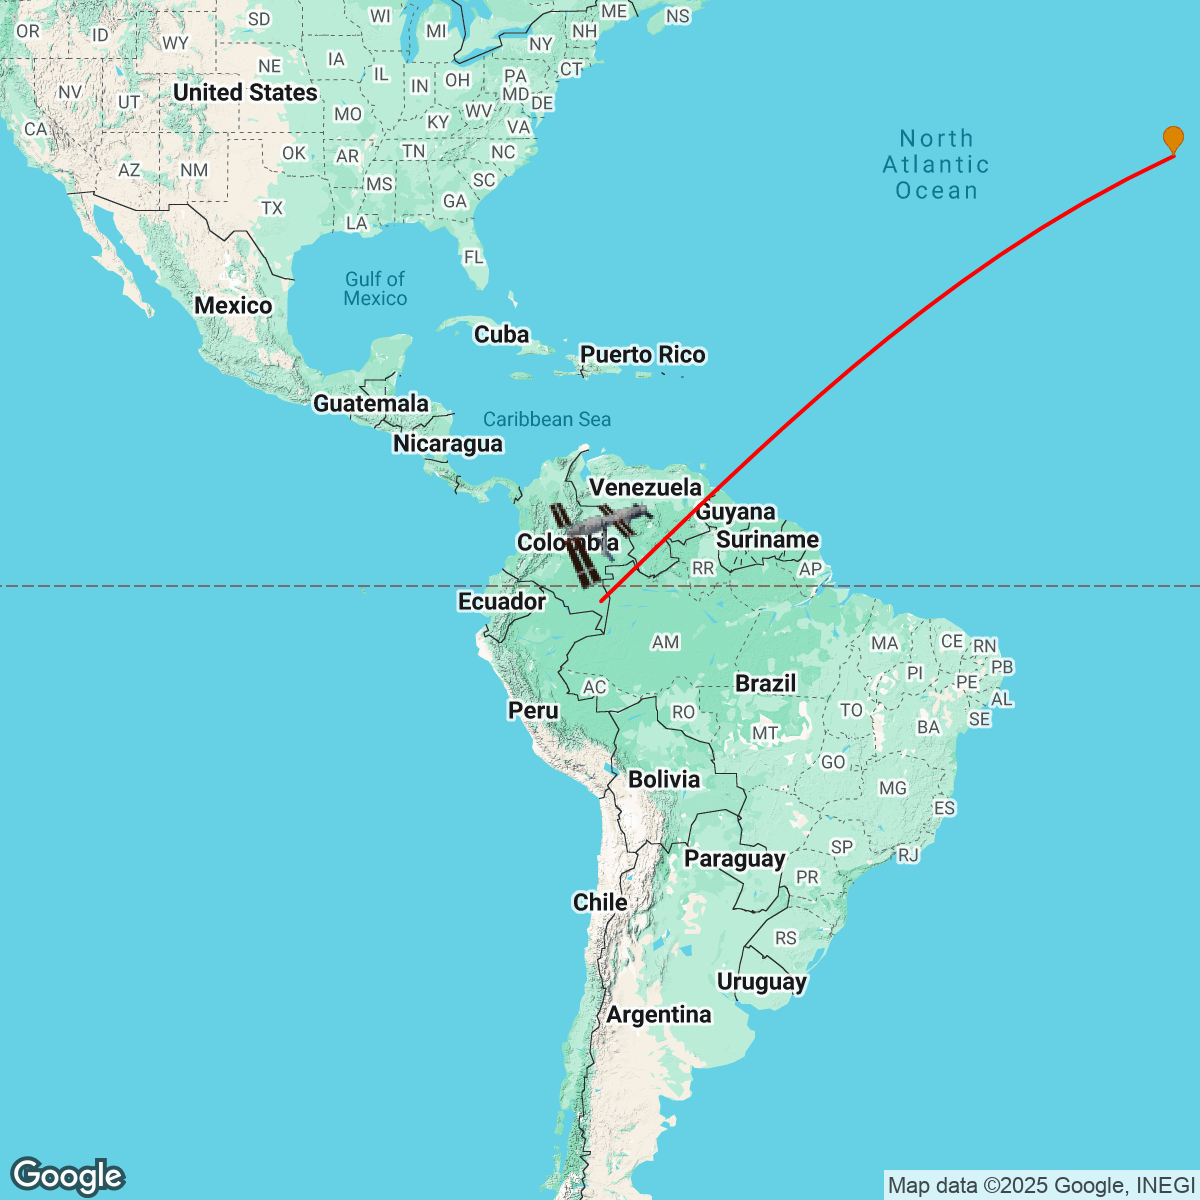 ME
NS
SD
WI
OR
ID
MI
NH
WY
NY
IA
NE
CT
IL
OH
PA
IN
NV
United States
MD
UT
DE
MO
WV
KY
VA
CA
North
Atlantic
Ocean
OK
AR
TN
NC
AZ
NM
MS
SC
GA
TX
LA
FL
Gulf of
Mexico
Mexico
Cuba
Puerto Rico
Guatemala
Caribbean Sea
Nicaragua
Venezuela
Guyana
Suriname
Colombia
RR
AP
Ecuador
AM
MA
CE
RN
PB
PI
PE
AC
Brazil
AL
Peru
RO
TO
SE
MT
BA
GO
Bolivia
MG
ES
SP
RJ
Paraguay
PR
Chile
RS
Uruguay
Argentina
Google
Map data ©2025 Google, INEGI